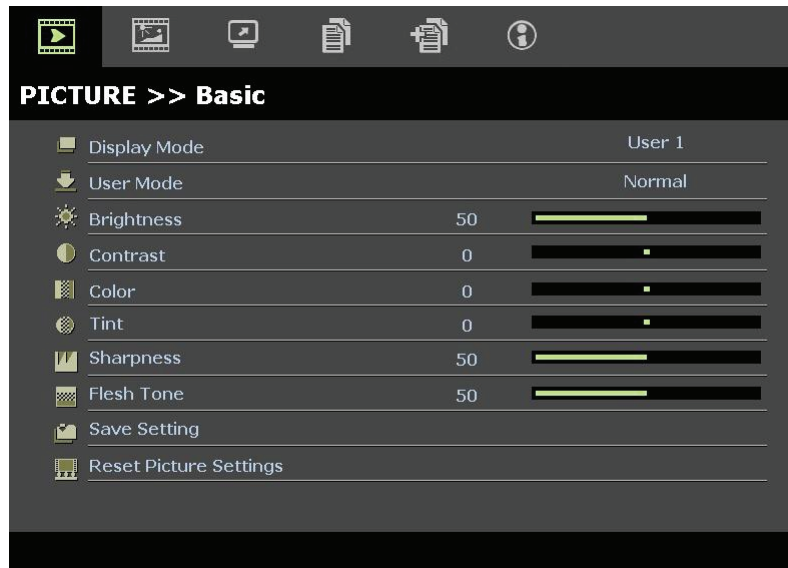 PICTURE >> Basic
Display Mode User 1
User Mode Normal
Brightness 50
Contrast 0
Color 0
Tint 0
Sharpness 50
Flesh Tone 50
Save Setting
Reset Picture Settings